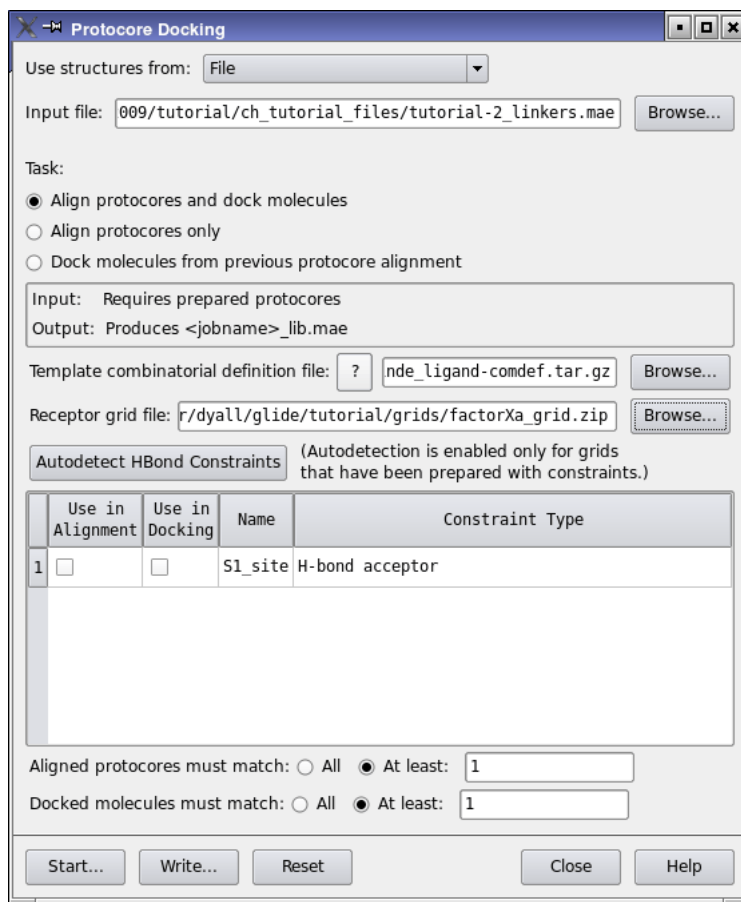 Protocore Docking
Use structures from: File
Input file: 009/tutorial/ch_tutorial_files/tutorial-2_linkers.mae Browse...
Task:
Align protocores and dock molecules
Align protocores only
Dock molecules from previous protocore alignment
Input: Requires prepared protocores
Output: Produces <jobname>_lib.mae
Template combinatorial definition file: ? nde_ligand-comdef.tar.gz Browse...
Receptor grid file: r/dyall/glide/tutorial/grids/factorXa_grid.zip Browse...
Autodetect HBond Constraints (Autodetection is enabled only for grids
that have been prepared with constraints.)
Use in Alignment Use in Docking Name Constraint Type
1 S1_site H-bond acceptor
Aligned protocores must match: All At least: 1
Docked molecules must match: All At least: 1
Start... Write... Reset Close Help